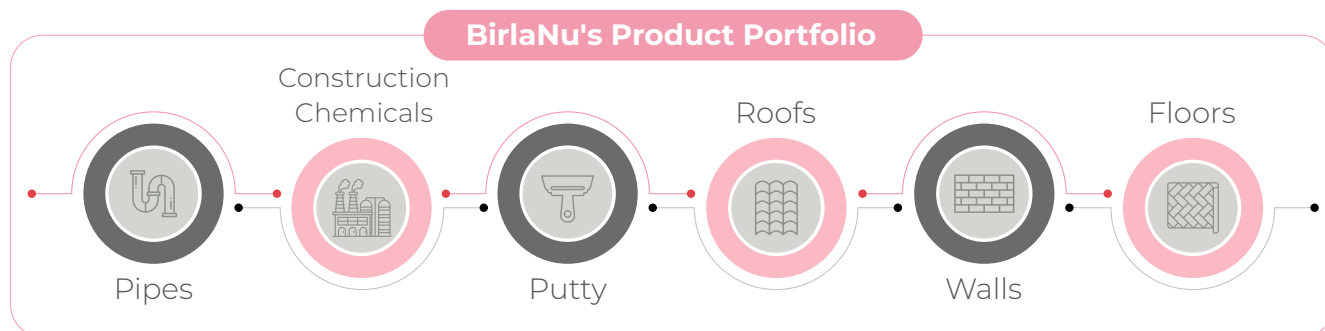 BirlaNu's Product Portfolio
Pipes
Construction
Chemicals
Putty
Roofs
Walls
Floors